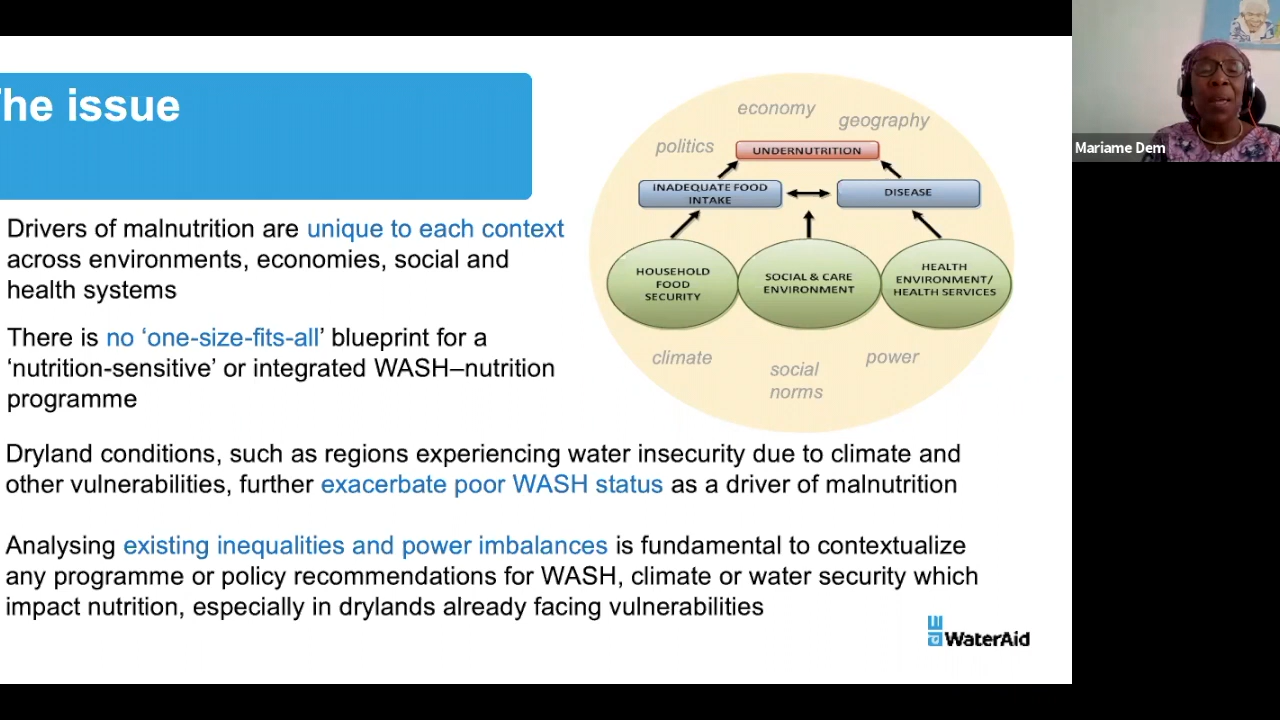 The issue
Drivers of malnutrition are unique to each context
across environments, economies, social and
health systems
There is no ‘one-size-fits-all’ blueprint for a
‘nutrition-sensitive’ or integrated WASH–nutrition
programme
Dryland conditions, such as regions experiencing water insecurity due to climate and
other vulnerabilities, further exacerbate poor WASH status as a driver of malnutrition
Analysing existing inequalities and power imbalances is fundamental to contextualize
any programme or policy recommendations for WASH, climate or water security which
impact nutrition, especially in drylands already facing vulnerabilities
economy
geography
politics
UNDERNUTRITION
INADEQUATE FOOD
INTAKE
DISEASE
HOUSEHOLD
FOOD
SECURITY
SOCIAL & CARE
ENVIRONMENT
HEALTH
ENVIRONMENT/
HEALTH SERVICES
climate
social
norms
power
WaterAid
Mariame Dem